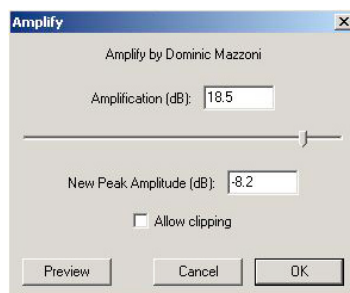 Amplify
Amplify by Dominic Mazzoni
Amplification (dB): 18.5
New Peak Amplitude (dB): -8.2
Allow clipping
Preview Cancel OK